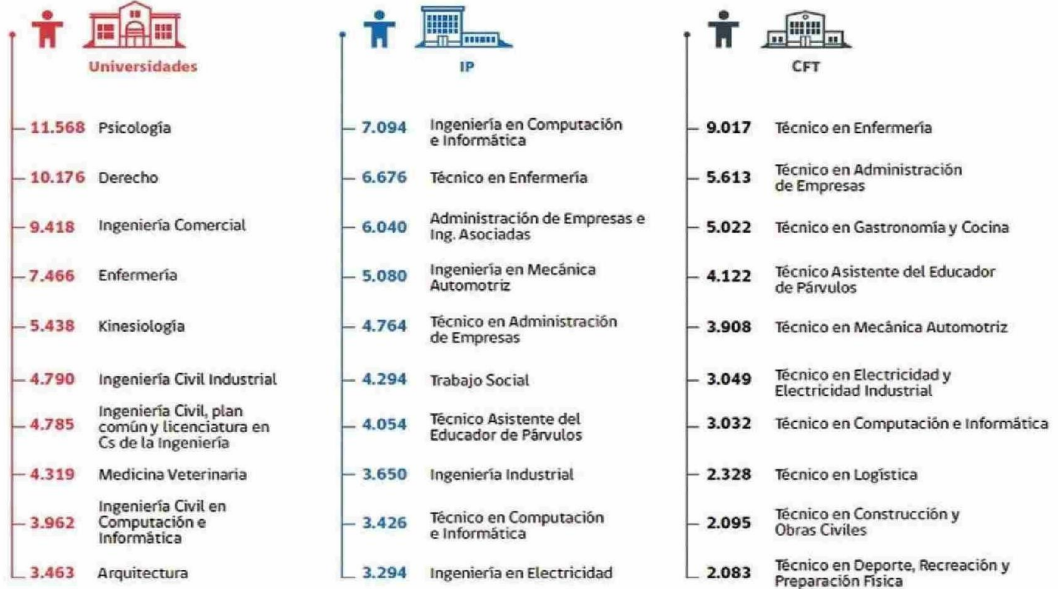 Universidades
11.568 Psicología
10.176 Derecho
9.418 Ingeniería Comercial
7.466 Enfermería
5.438 Kinesiología
4.790 Ingeniería Civil Industrial
4.785 Ingeniería Civil, plan
común y licenciatura en
Cs de la Ingeniería
4.319 Medicina Veterinaria
3.962 Ingeniería Civil en
Computación e
Informática
3.463 Arquitectura
IP
7.094 Ingeniería en Computación
e Informática
6.676 Técnico en Enfermería
6.040 Administración de Empresas e
Ing. Asociadas
5.080 Ingeniería en Mecánica
Automotriz
4.764 Técnico en Administración
de Empresas
4.294 Trabajo Social
4.054 Técnico Asistente del
Educador de Párvulos
3.650 Ingeniería Industrial
3.426 Técnico en Computación
e Informática
3.294 Ingeniería en Electricidad
CFT
9.017 Técnico en Enfermería
5.613 Técnico en Administración
de Empresas
5.022 Técnico en Gastronomía y Cocina
4.122 Técnico Asistente del Educador
de Párvulos
3.908 Técnico en Mecánica Automotriz
3.049 Técnico en Electricidad y
Electricidad Industrial
3.032 Técnico en Computación e Informática
2.328 Técnico en Logística
2.095 Técnico en Construcción y
Obras Civiles
2.083 Técnico en Deporte, Recreación y
Preparación Física